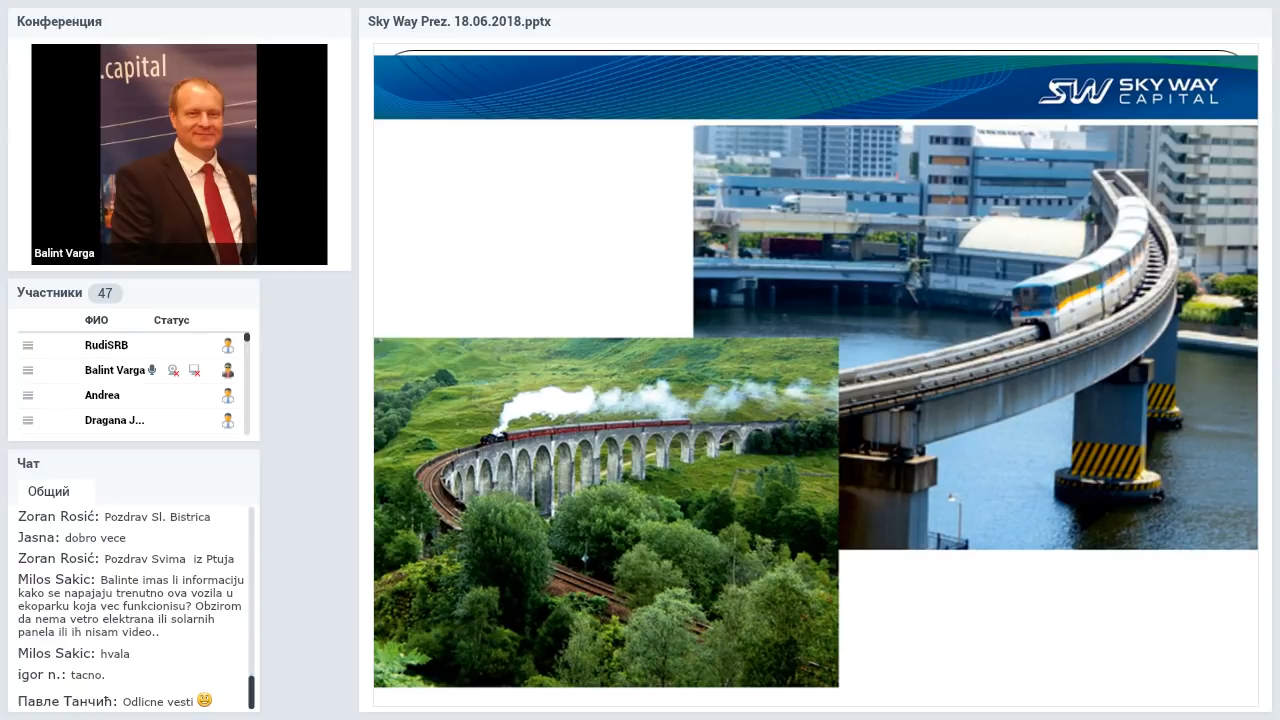 Конференция
.capital
Balint Varga
Участники 47
ФИО Статус
RudiSRB
Balint Varga
Andrea
Dragana J...
Чат
Общий
Zoran Rosić: Pozdrav Sl. Bistrica
Jasna: dobro vece
Zoran Rosić: Pozdrav Svima iz Ptuja
Milos Sakic: Balinte imas li informaciju
kako se napajaju trenutno ova vozila u
ekoparku koja vec funkcionisu? Obzirom
da nema vetro elektrana ili solarnih
panela ili ih nisam video..
Milos Sakic: hvala
igor n.: tacno.
Павле Танчић: Odlicne vesti
Sky Way Prez. 18.06.2018.pptx
SW SKY WAY
CAPITAL